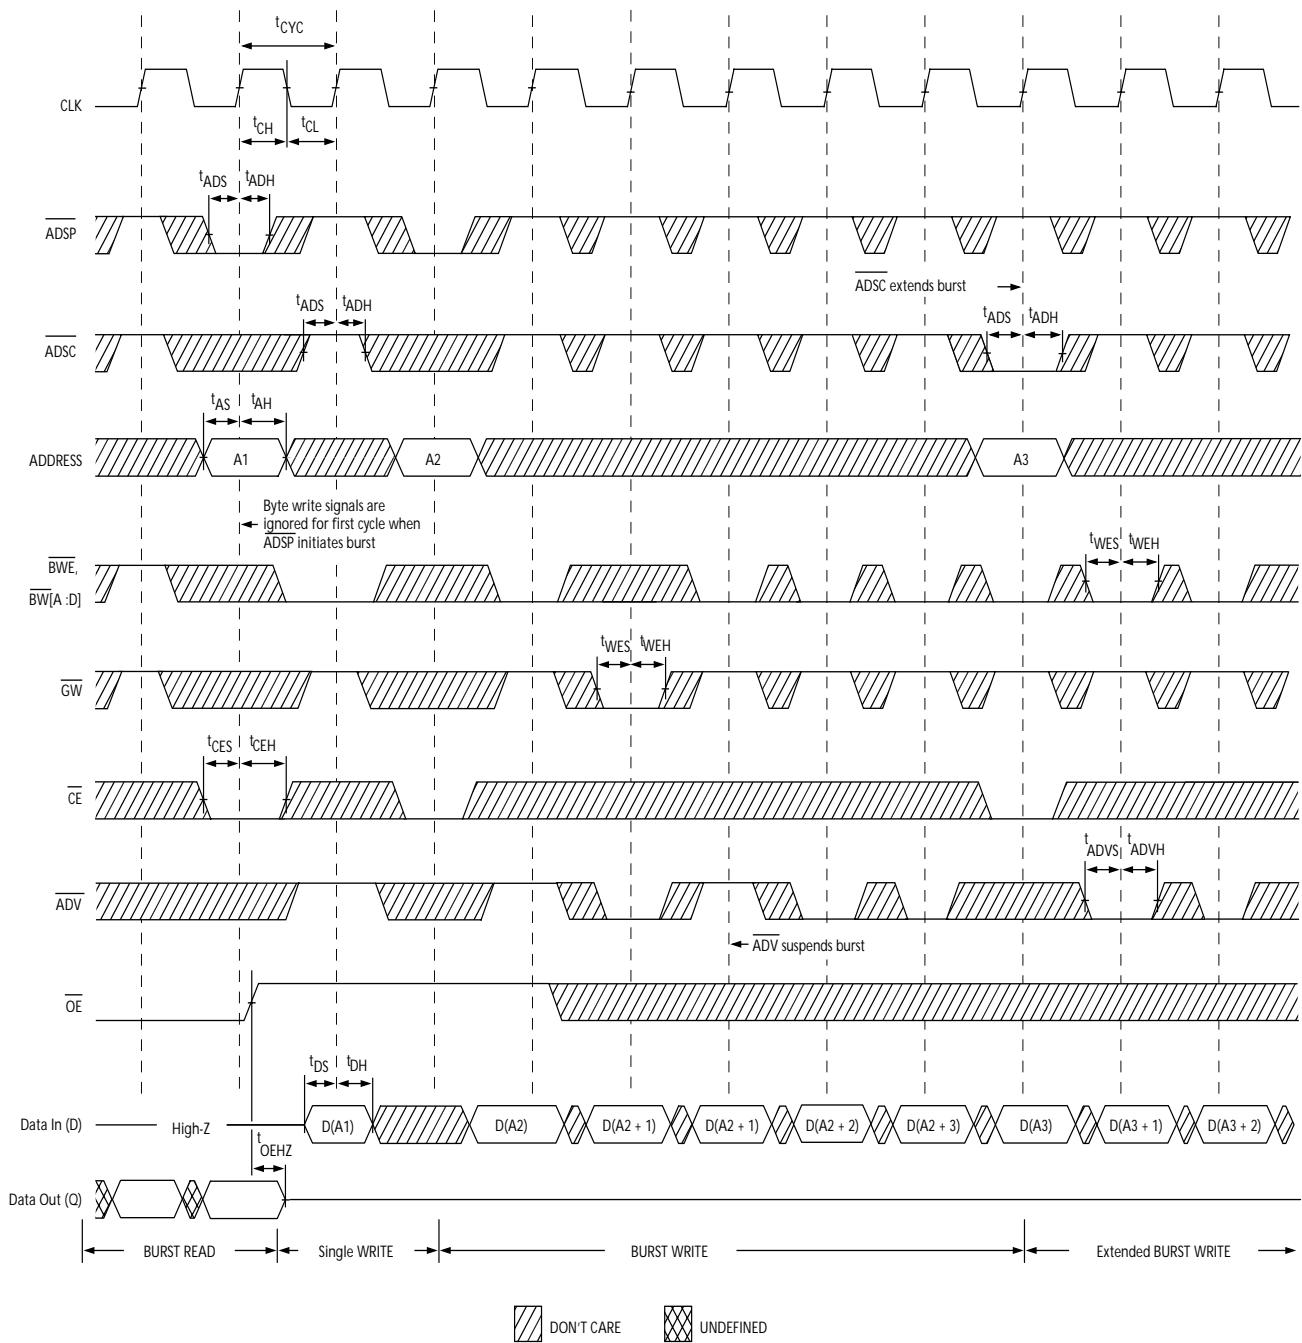 tCYC
CLK
tCH tCL
tADS tADH
ADSP
ADSC extends burst
tADS tADH
tADS tADH
ADSC
tAS tAH
ADDRESS
A1 A2 A3
Byte write signals are
ignored for first cycle when
ADSP initiates burst
BWE,
tWES tWEH
BW[A :D]
tWES tWEH
GW
tCES tCEH
CE
tADVS tADVH
ADV
ADV suspends burst
OE
tDS tDH
Data In (D)
High-Z
D(A1) D(A2) D(A2 + 1) D(A2 + 1) D(A2 + 2) D(A2 + 3) D(A3) D(A3 + 1) D(A3 + 2)
tOEHZ
Data Out (Q)
BURST READ Single WRITE BURST WRITE Extended BURST WRITE
DON'T CARE UNDEFINED